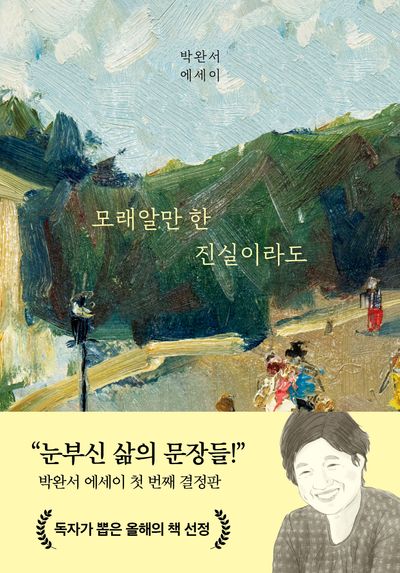 박완서
에세이
모래알만 한
진실이라도
“눈부신 삶의 문장들!”
박완서 에세이 첫 번째 결정판
독자가 뽑은 올해의 책 선정